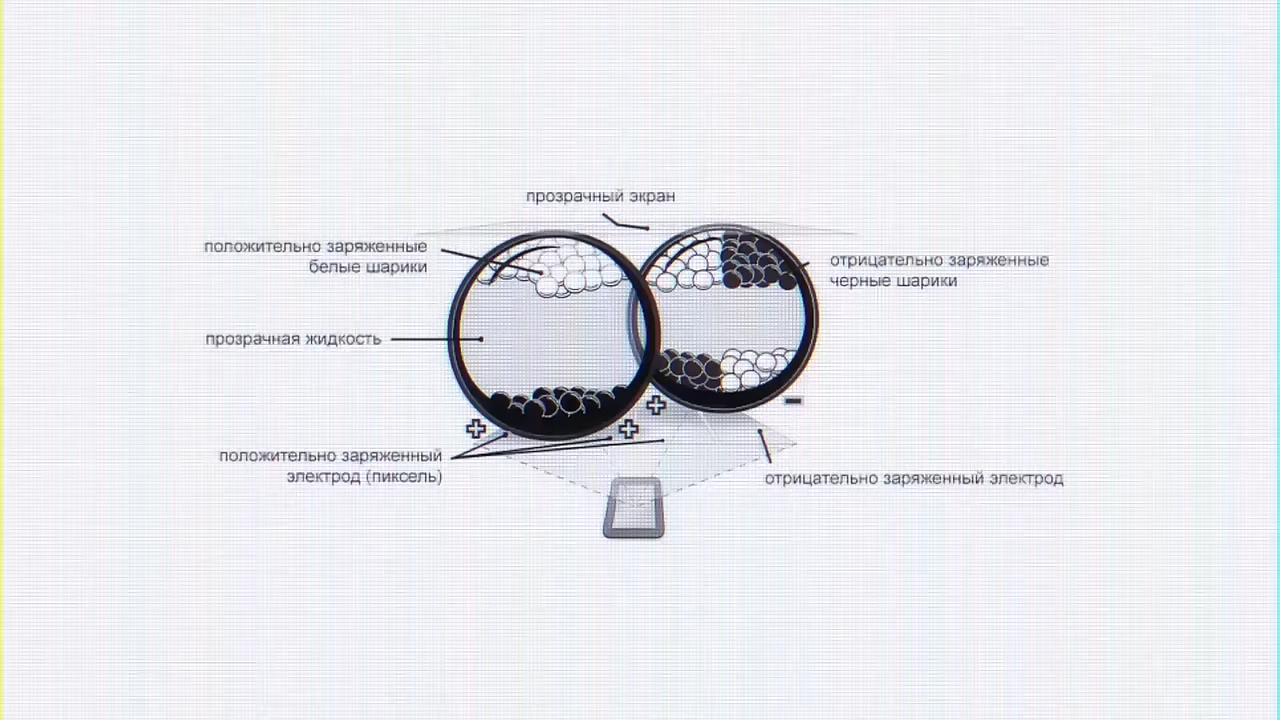 прозрачный экран
положительно заряженные
белые шарики
отрицательно заряженные
черные шарики
прозрачная жидкость
положительно заряженный
электрод (пиксель)
отрицательно заряженный электрод